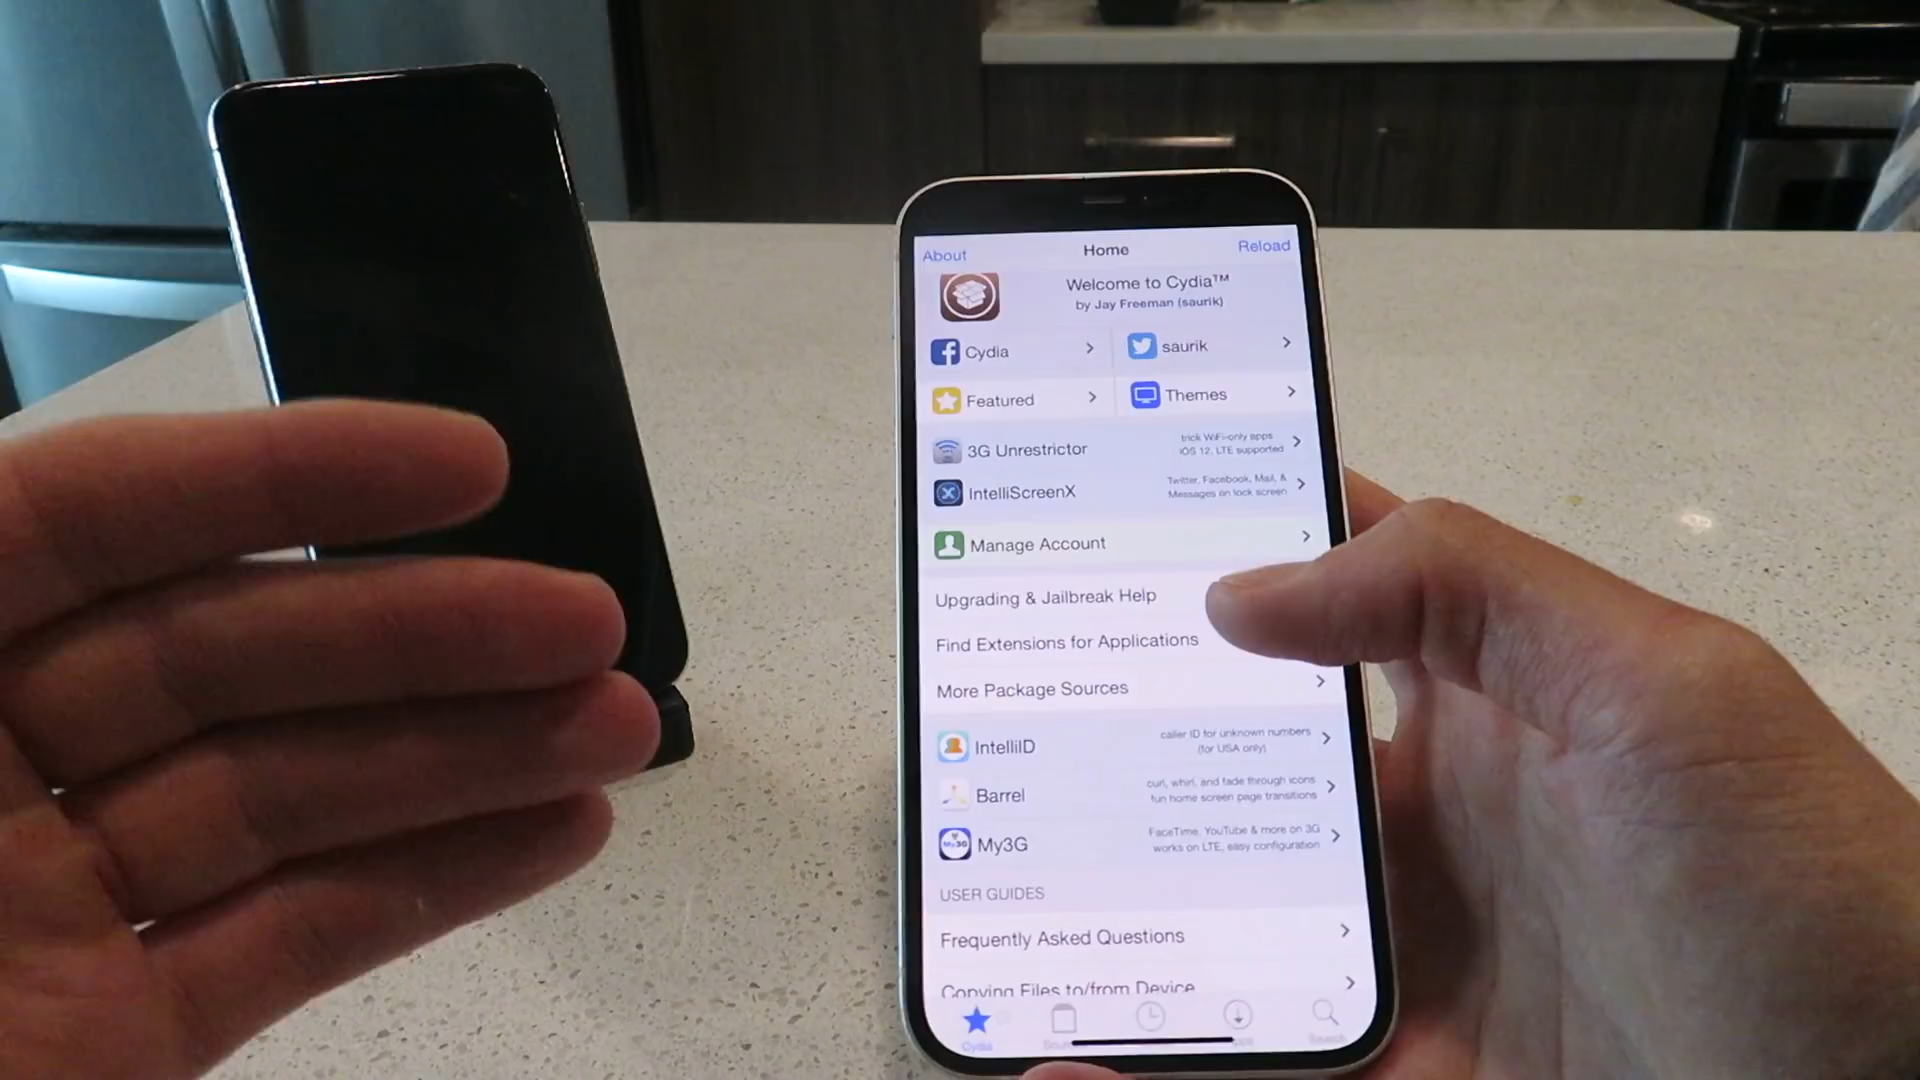 About Home Reload
Welcome to Cydia™
by Jay Freeman (saurik)
Cydia saurik
Featured Themes
3G Unrestrictor
trick WiFi-only apps
iOS 12, LTE supported
IntelliScreenX
Twitter, Facebook, Mail, &
Messages on lock screen
Manage Account
Upgrading & Jailbreak Help
Find Extensions for Applications
More Package Sources
IntelliID
caller ID for unknown numbers
(for USA only)
Barrel
curl, whirl, and fade through icons
fun home screen page transitions
My3G
My3G
FaceTime, YouTube & more on 3G
works on LTE, easy configuration
USER GUIDES
Frequently Asked Questions
Copying Files to/from Device
Cydia Search